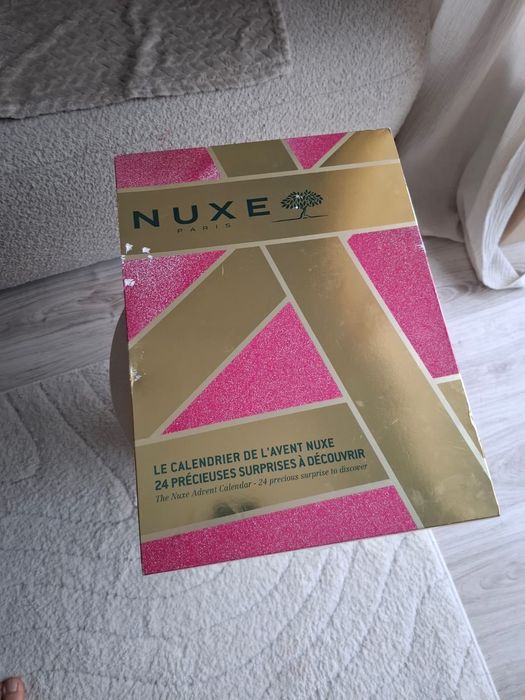 NUXE
PARIS
LE CALENDRIER DE L'AVENT NUXE
24 PRÉCIEUSES SURPRISES À DÉCOUVRIR
The Nuxe Advent Calendar - 24 precious surprise to discover